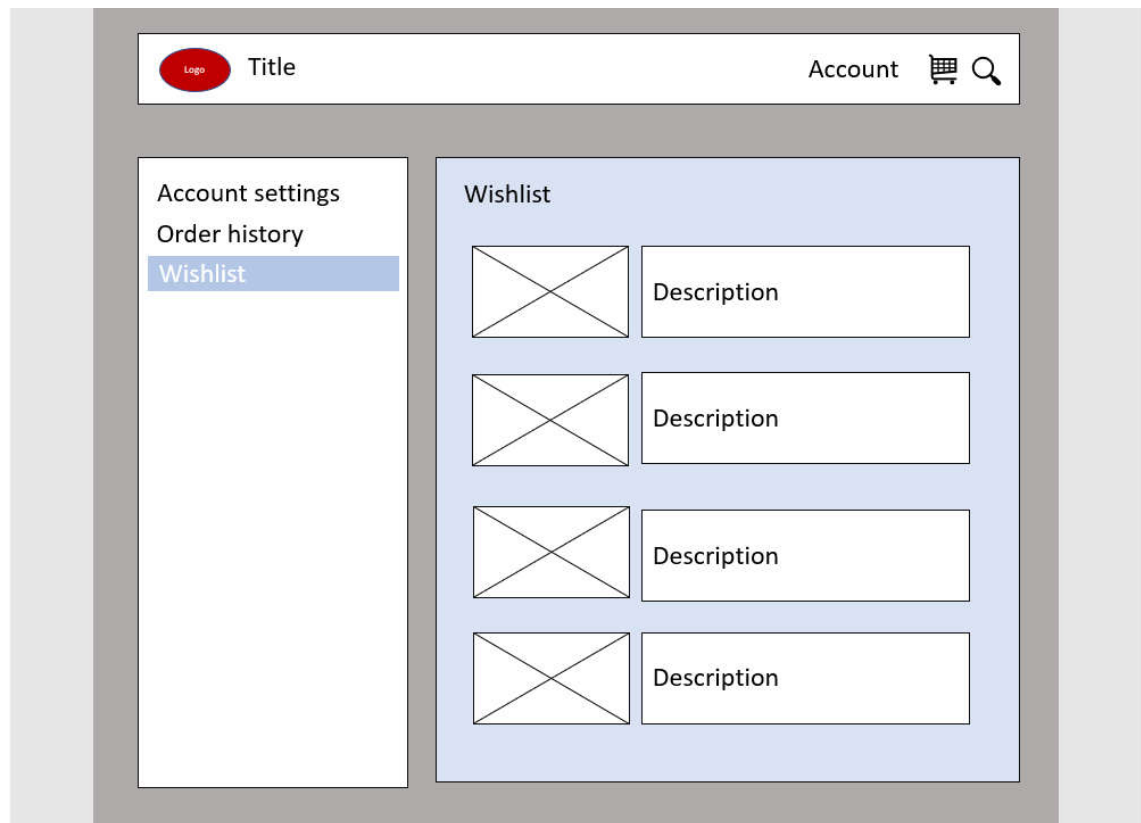 Logo
Title
Account
Account settings
Order history
Wishlist
Wishlist
Description
Description
Description
Description